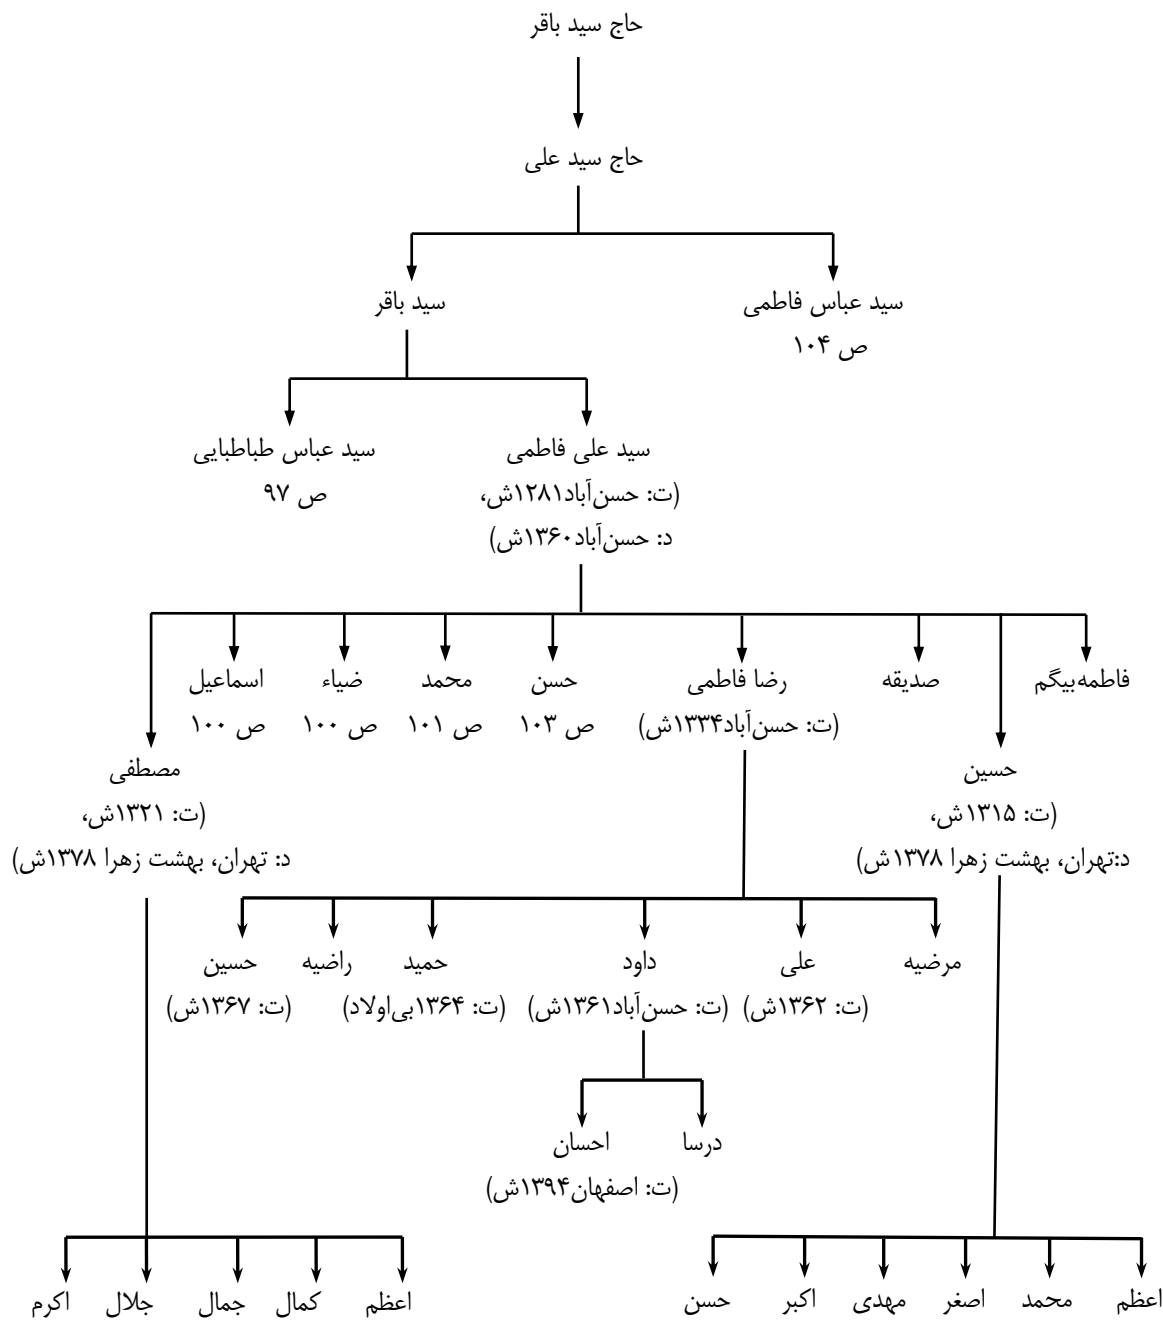 حاج سید باقر
حاج سید علی
سید عباس فاطمی
ص ۱۰۴
سید باقر
سید علی فاطمی
(ت: حسن‌آباد۱۲۸۱ش،
د: حسن‌آباد۱۳۶۰ش)
سید عباس طباطبایی
ص ۹۷
فاطمه‌بیگم
صدیقه
رضا فاطمی
(ت: حسن‌آباد۱۳۳۴ش)
حسن
ص ۱۰۳
محمد
ص ۱۰۱
ضیاء
ص ۱۰۰
اسماعیل
ص ۱۰۰
حسین
(ت: ۱۳۱۵ش،
د:تهران، بهشت زهرا ۱۳۷۸ش)
مصطفی
(ت: ۱۳۲۱ش،
د: تهران، بهشت زهرا ۱۳۷۸ش)
مرضیه
علی
(ت: ۱۳۶۲ش)
داود
(ت: حسن‌آباد۱۳۶۱ش)
حمید
(ت: ۱۳۶۴بی‌اولاد)
راضیه
حسین
(ت: ۱۳۶۷ش)
درسا
احسان
(ت: اصفهان۱۳۹۴ش)
اعظم
محمد
اصغر
مهدی
اکبر
حسن
اعظم
کمال
جمال
جلال
اکرم